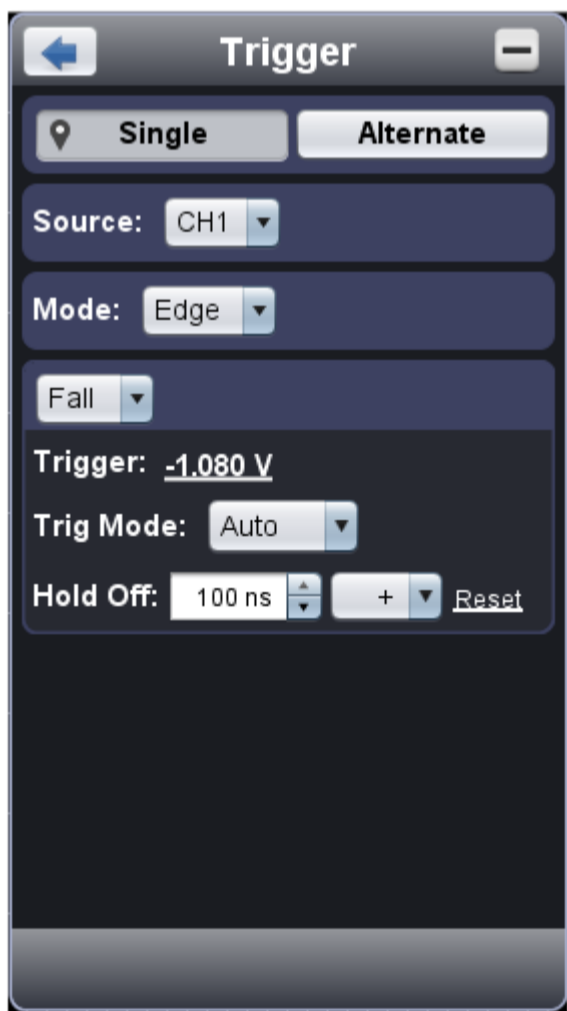 Trigger
Single Alternate
Source: CH1
Mode: Edge
Fall
Trigger: -1.080 V
Trig Mode: Auto
Hold Off: 100 ns + Reset